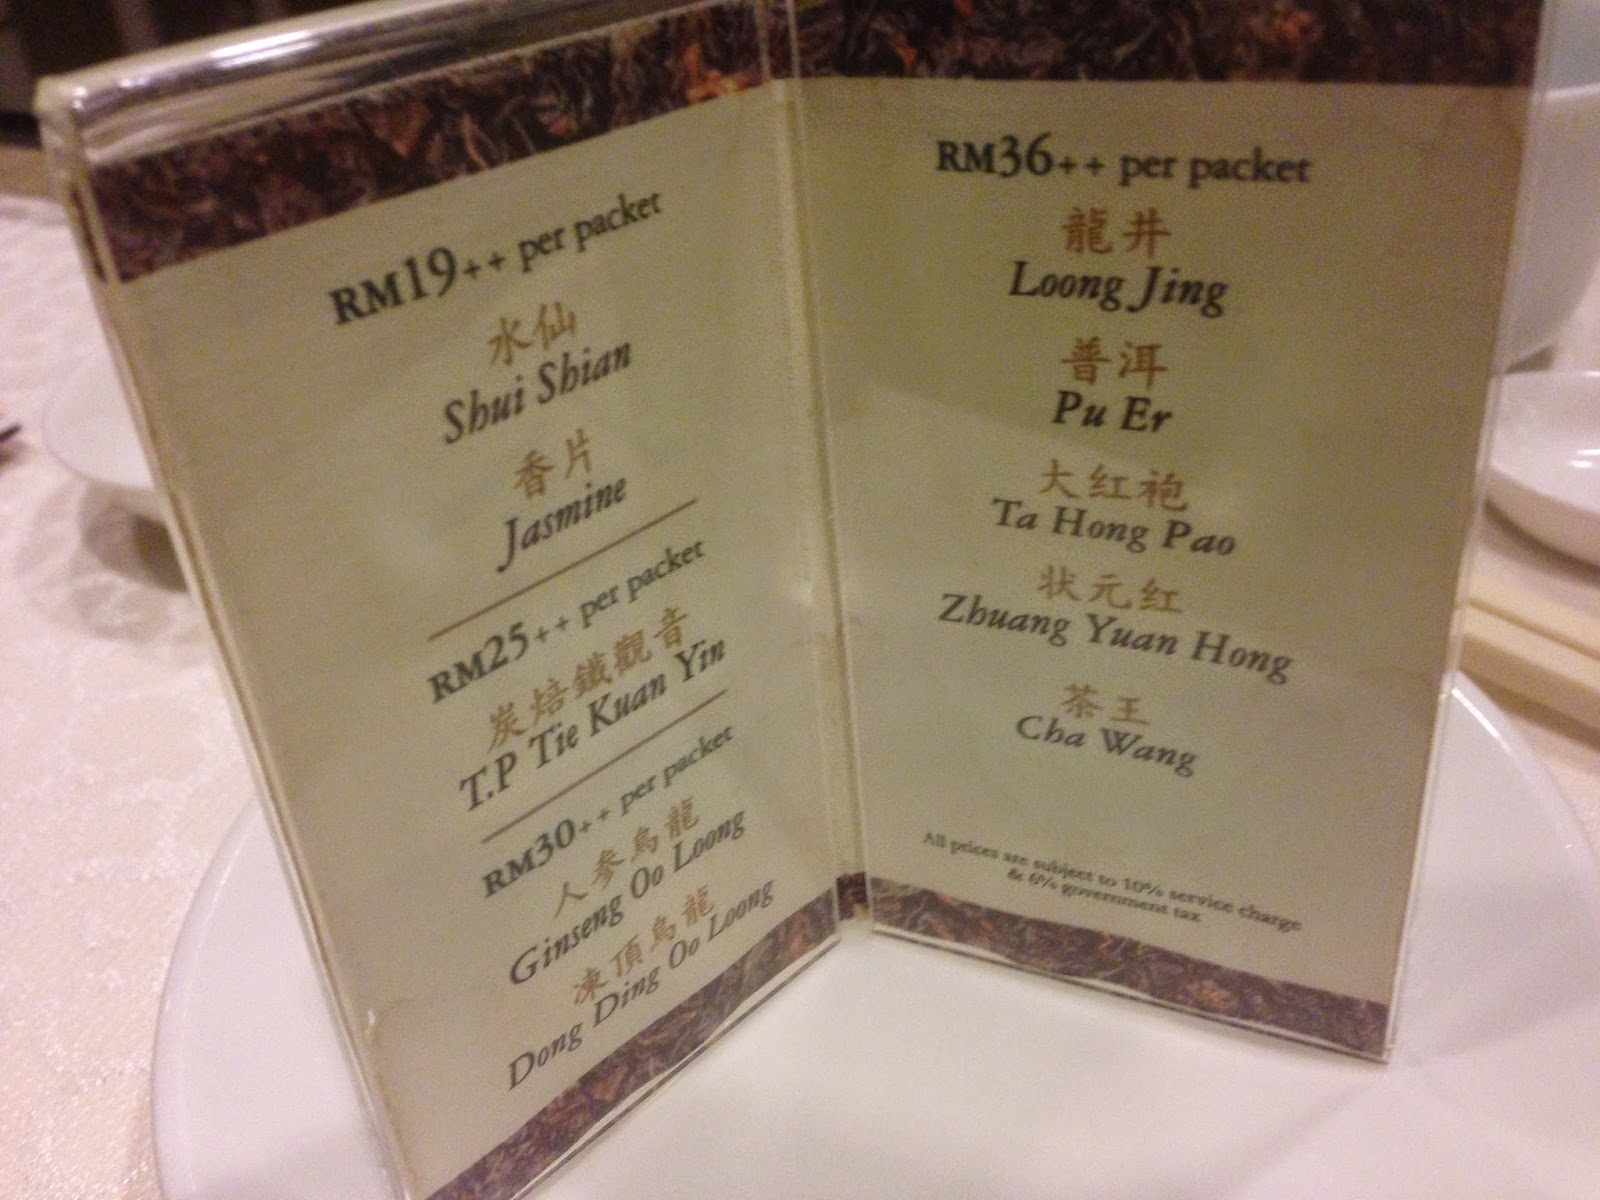 RM19++ per packet
水仙
Shui Shian
香片
Jasmine
RM25++ per packet
炭焙鐵觀音
T.P Tie Kuan Yin
RM30++ per packet
人參烏龍
Ginseng Oo Loong
凍頂烏龍
Dong Ding Oo Loong
RM36++ per packet
龍井
Loong Jing
普洱
Pu Er
大红袍
Ta Hong Pao
状元红
Zhuang Yuan Hong
茶王
Cha Wang
All prices are subject to 10% service charge
& 6% government tax